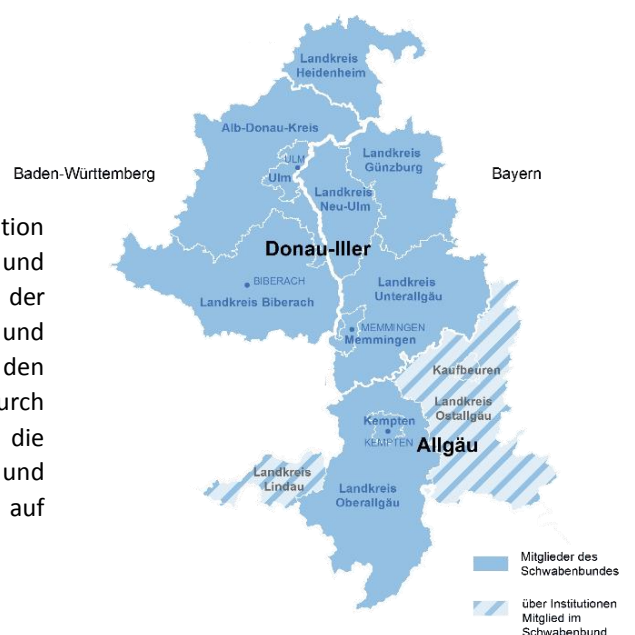 Landkreis
Heidenheim
Alb-Donau-Kreis
ULM
Ulm
Landkreis
Günzburg
Baden-Württemberg
Bayern
Landkreis
Neu-Ulm
Donau-Iller
BIBERACH
Landkreis Biberach
Landkreis
Unterallgäu
MEMMINGEN
Memmingen
Kaufbeuren
Landkreis
Ostallgäu
Kempten
KEMPTEN
Allgäu
Landkreis
Lindau
Landkreis
Oberallgäu
tion
und
der
und
den
urch
die
und
auf
Mitglieder des
Schwabenbundes
über Institutionen
Mitglied im
Schwabenbund